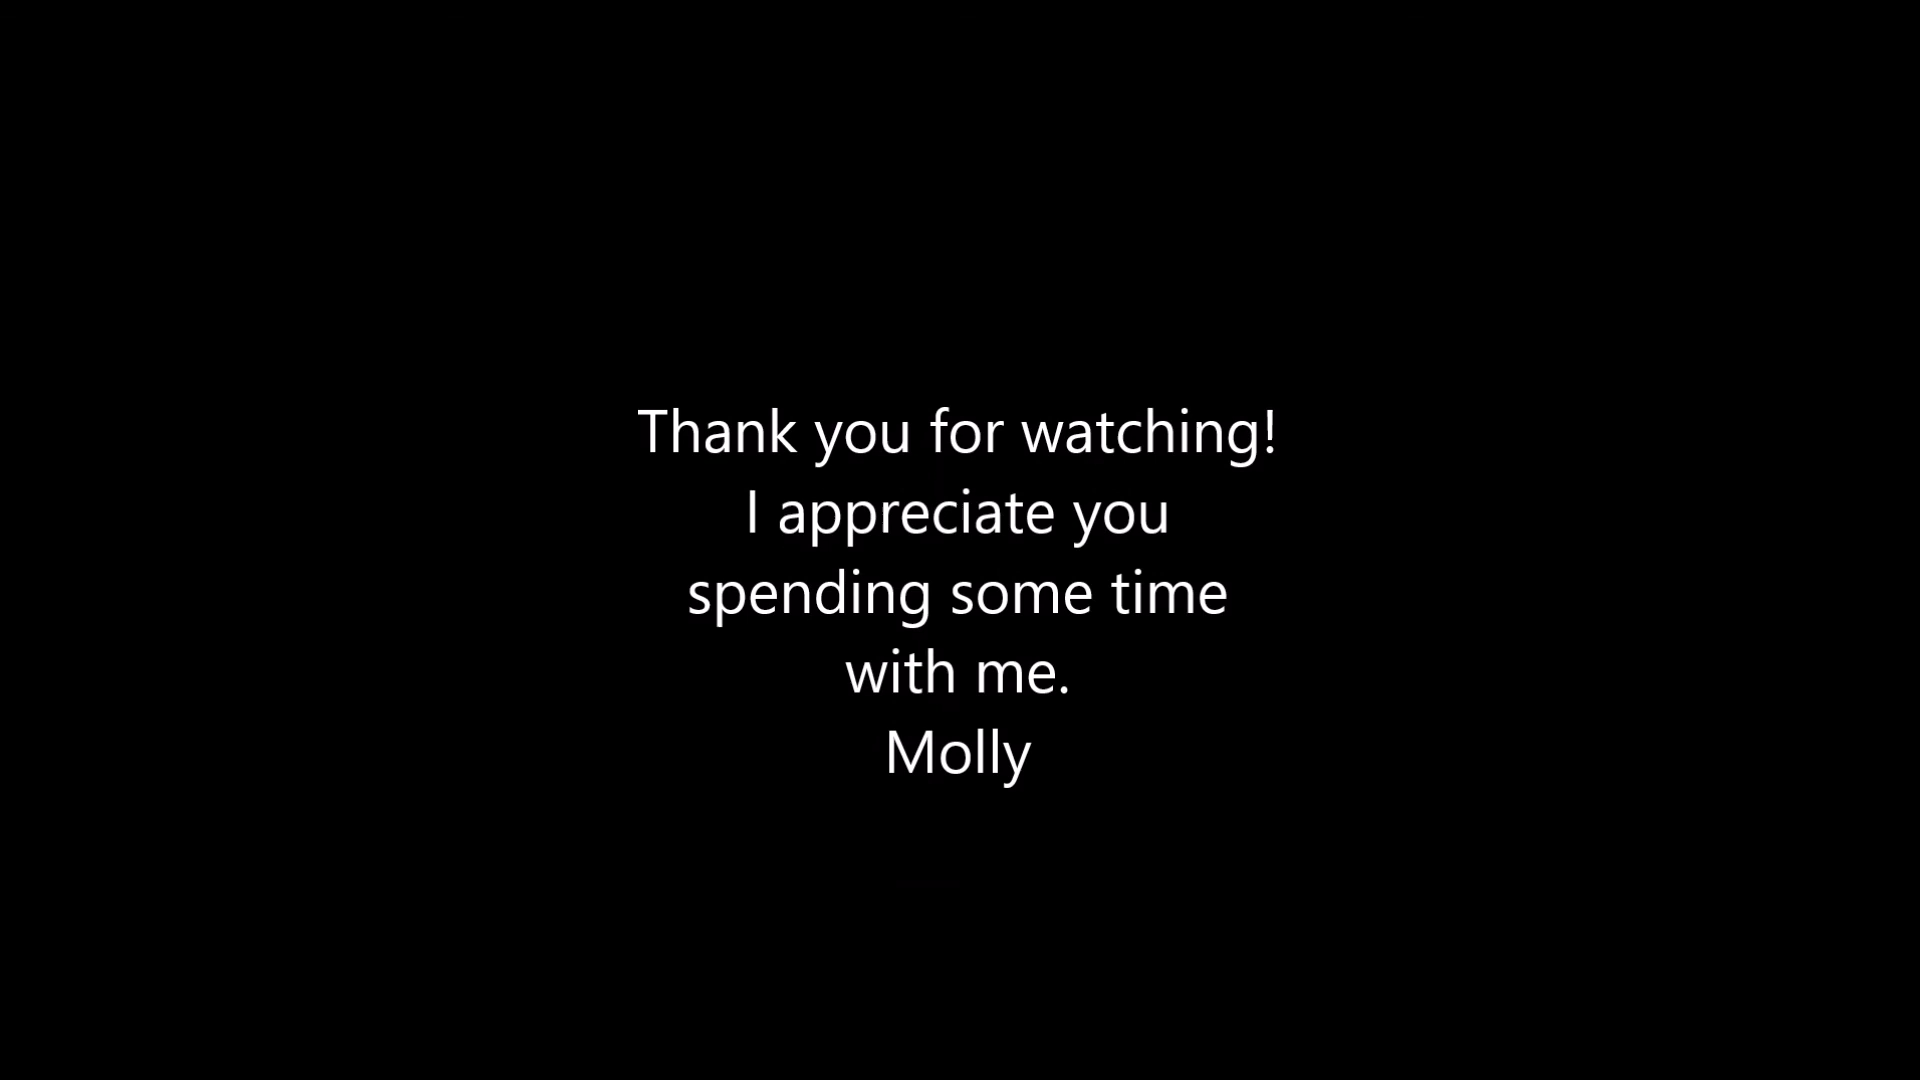 Thank you for watching!
I appreciate you
spending some time
with me.
Molly